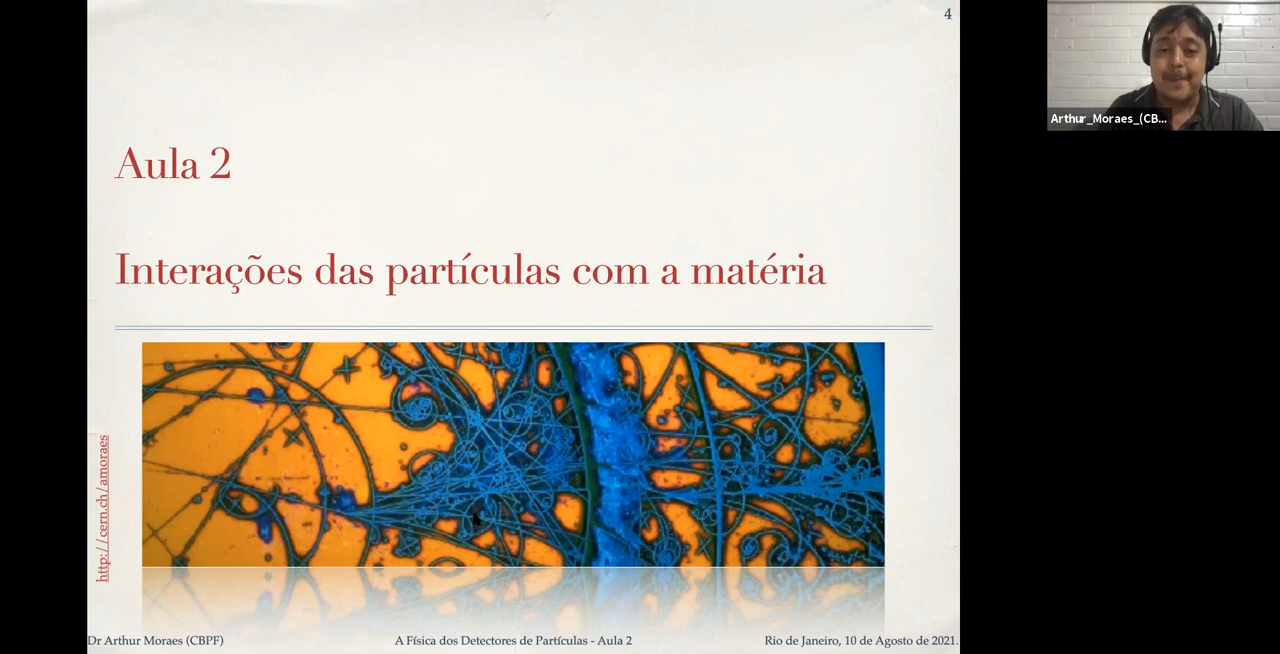 4
Arthur_Moraes_(CB...
Aula 2
Interações das partículas com a matéria
http://cern.ch/amoraes
Dr Arthur Moraes (CBPF)
A Física dos Detectores de Partículas - Aula 2
Rio de Janeiro, 10 de Agosto de 2021.